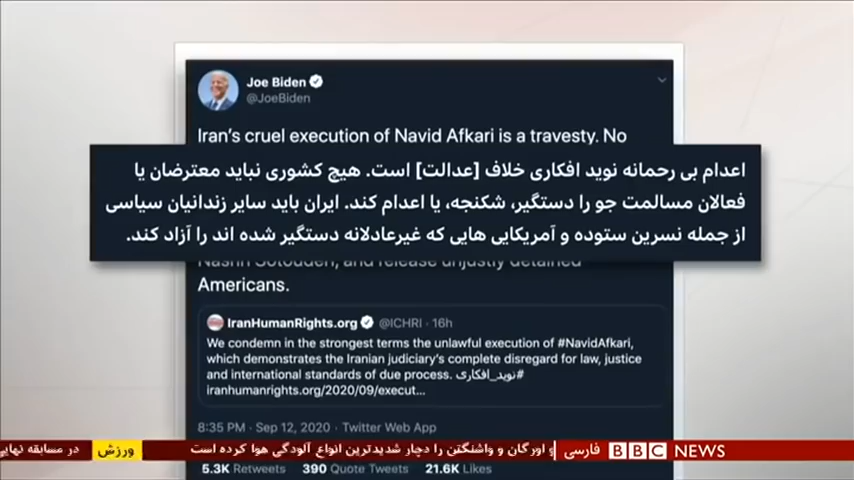 Joe Biden
@JoeBiden
Iran's cruel execution of Navid Afkari is a travesty. No
اعدام بی رحمانه نوید افکاری خلاف [عدالت] است. هیچ کشوری نباید معترضان یا
فعالان مسالمت جو را دستگیر، شکنجه، یا اعدام کند. ایران باید سایر زندانیان سیاسی
از جمله نسرین ستوده و آمریکایی هایی که غیرعادلانه دستگیر شده اند را آزاد کند.
Nasrin Sotoudeh, and release unjustly detained
Americans.
IranHumanRights.org @ICHRI · 16h
We condemn in the strongest terms the unlawful execution of #NavidAfkari,
which demonstrates the Iranian judiciary's complete disregard for law, justice
and international standards of due process. #نوید_افکاری
iranhumanrights.org/2020/09/execut...
8:35 PM · Sep 12, 2020 · Twitter Web App
BBC NEWS فارسی
و اورگان و واشنگتن را دچار شدیدترین انواع آلودگی هوا کرده است
ورزش
در مسابقه نهایی
5.3K Retweets 390 Quote Tweets 21.6K Likes